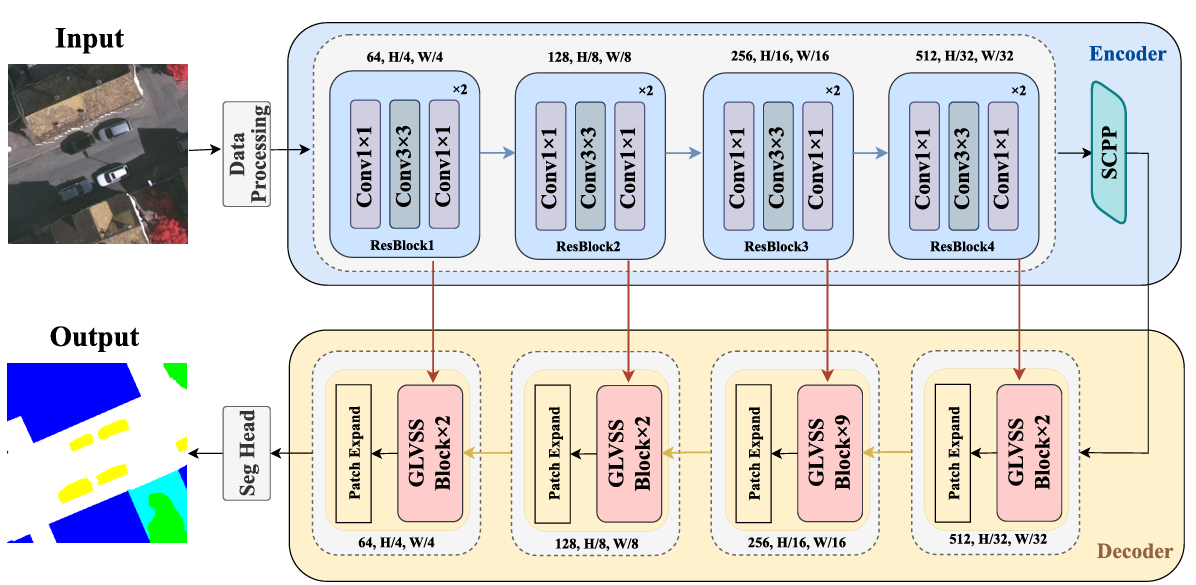 Input
Data
Processing
Encoder
64, H/4, W/4
×2
Conv1×1
Conv3×3
Conv1×1
ResBlock1
128, H/8, W/8
×2
Conv1×1
Conv3×3
Conv1×1
ResBlock2
256, H/16, W/16
×2
Conv1×1
Conv3×3
Conv1×1
ResBlock3
512, H/32, W/32
×2
Conv1×1
Conv3×3
Conv1×1
ResBlock4
SCPP
Output
Seg Head
Patch Expand
GLVSS
Block×2
64, H/4, W/4
Patch Expand
GLVSS
Block×2
128, H/8, W/8
Patch Expand
GLVSS
Block×9
256, H/16, W/16
Patch Expand
GLVSS
Block×2
512, H/32, W/32
Decoder